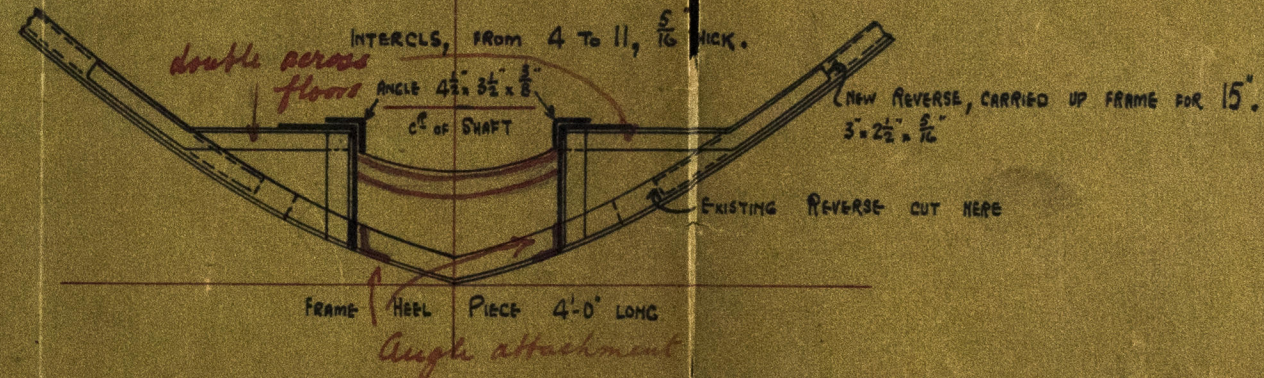 INTERCLS, FROM 4 TO 11, 5/16 HICK.
double across
floors
ANGLE 4½" x 3½" x 3/8"
OF SHAFT
NEW REVERSE, CARRIED UP FRAME FOR 15".
3" x 2½" x 5/16"
EXISTING REVERSE CUT HERE
FRAME HEEL PIECE 4'-0" LONG
Angle attachment